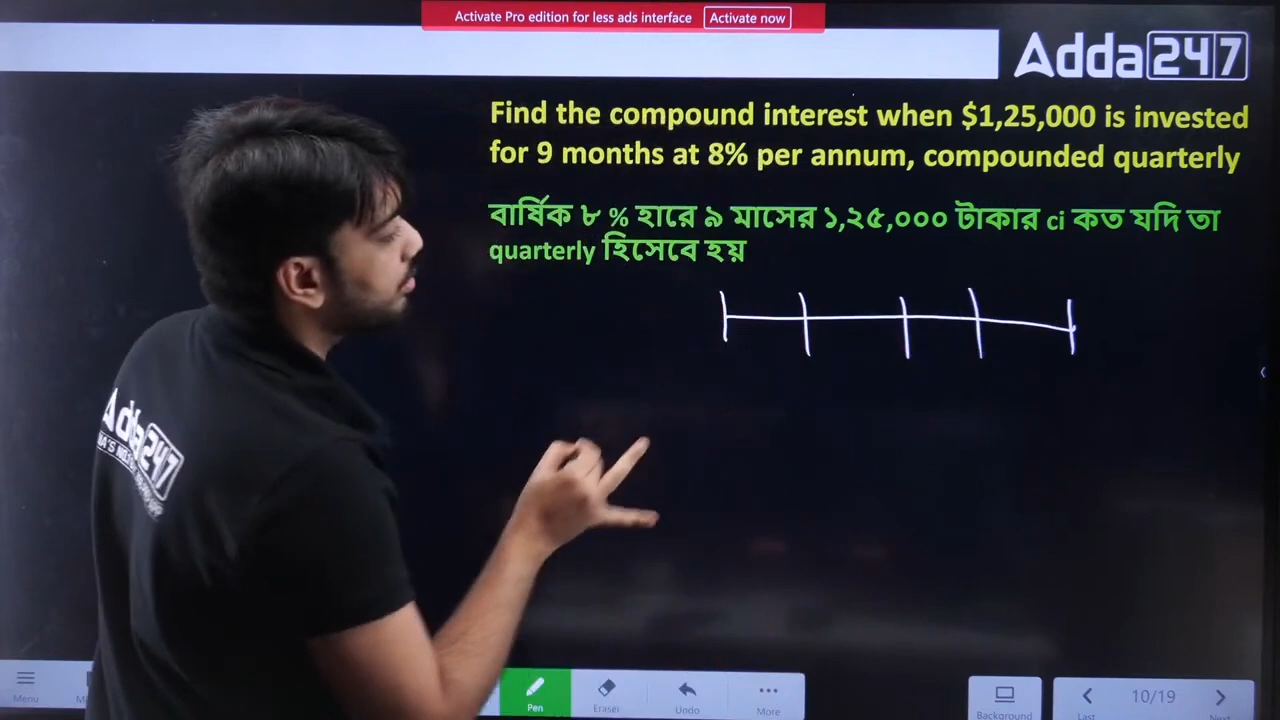 Activate Pro edition for less ads interface Activate now
Adda247
Find the compound interest when $1,25,000 is invested
for 9 months at 8% per annum, compounded quarterly
বার্ষিক ৮ % হারে ৯ মাসের ১,২৫,০০০ টাকার ci কত যদি তা
quarterly হিসেবে হয়
Adda247
Menu
Pen Eraser Undo More
Background
Last 10/19 Next